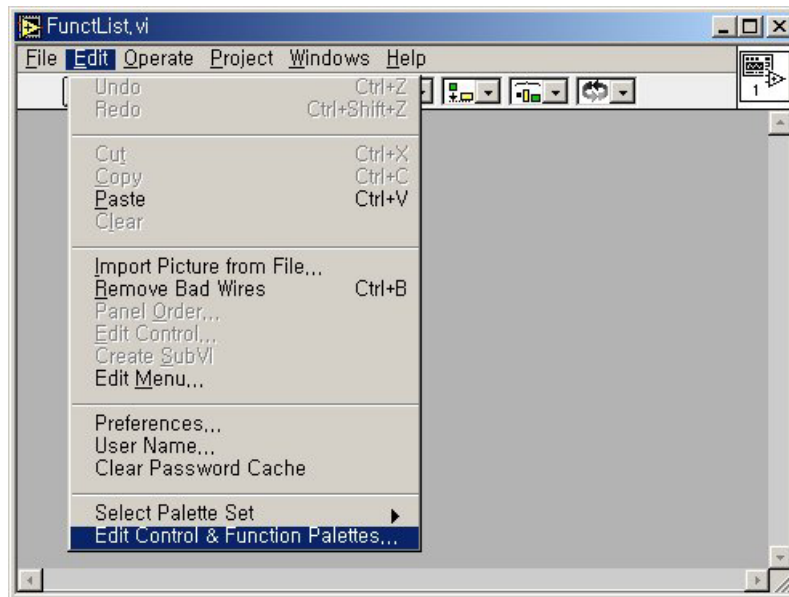 FunctList.vi
File Edit Operate Project Windows Help
Undo Ctrl+Z
Redo Ctrl+Shift+Z
Cut Ctrl+X
Copy Ctrl+C
Paste Ctrl+V
Clear
Import Picture from File...
Remove Bad Wires Ctrl+B
Panel Order...
Edit Control...
Create SubVI
Edit Menu...
Preferences...
User Name...
Clear Password Cache
Select Palette Set
Edit Control & Function Palettes...
1